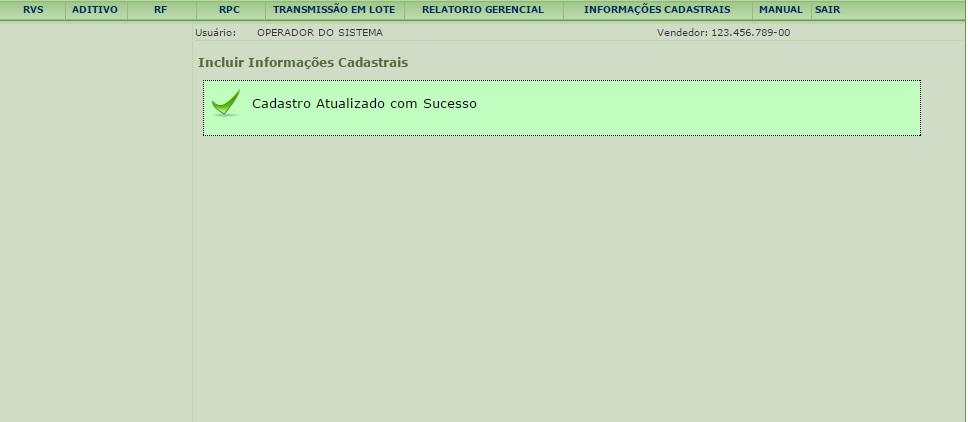 RVS ADITIVO RF RPC TRANSMISSÃO EM LOTE RELATORIO GERENCIAL INFORMAÇÕES CADASTRAIS MANUAL SAIR
Usuário: OPERADOR DO SISTEMA Vendedor: 123.456.789-00
Incluir Informações Cadastrais
Cadastro Atualizado com Sucesso